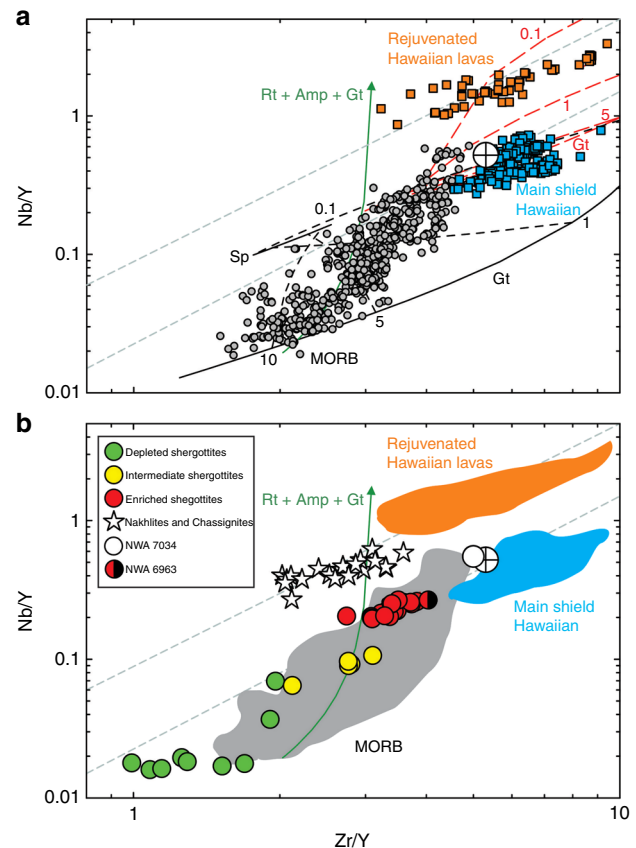 a
Rejuvenated
Hawaiian lavas
0.1
Rt + Amp + Gt
1
1
5
Gt
Main shield
Hawaiian
0.1
Nb/Y
0.1
Sp
1
Gt
5
10
MORB
0.01
b
Depleted shergottites
Intermediate shergottites
Enriched shegottites
Nakhlites and Chassignites
NWA 7034
NWA 6963
Rejuvenated
Hawaiian lavas
Rt + Amp + Gt
1
Nb/Y
Main shield
Hawaiian
0.1
MORB
0.01
1
10
Zr/Y